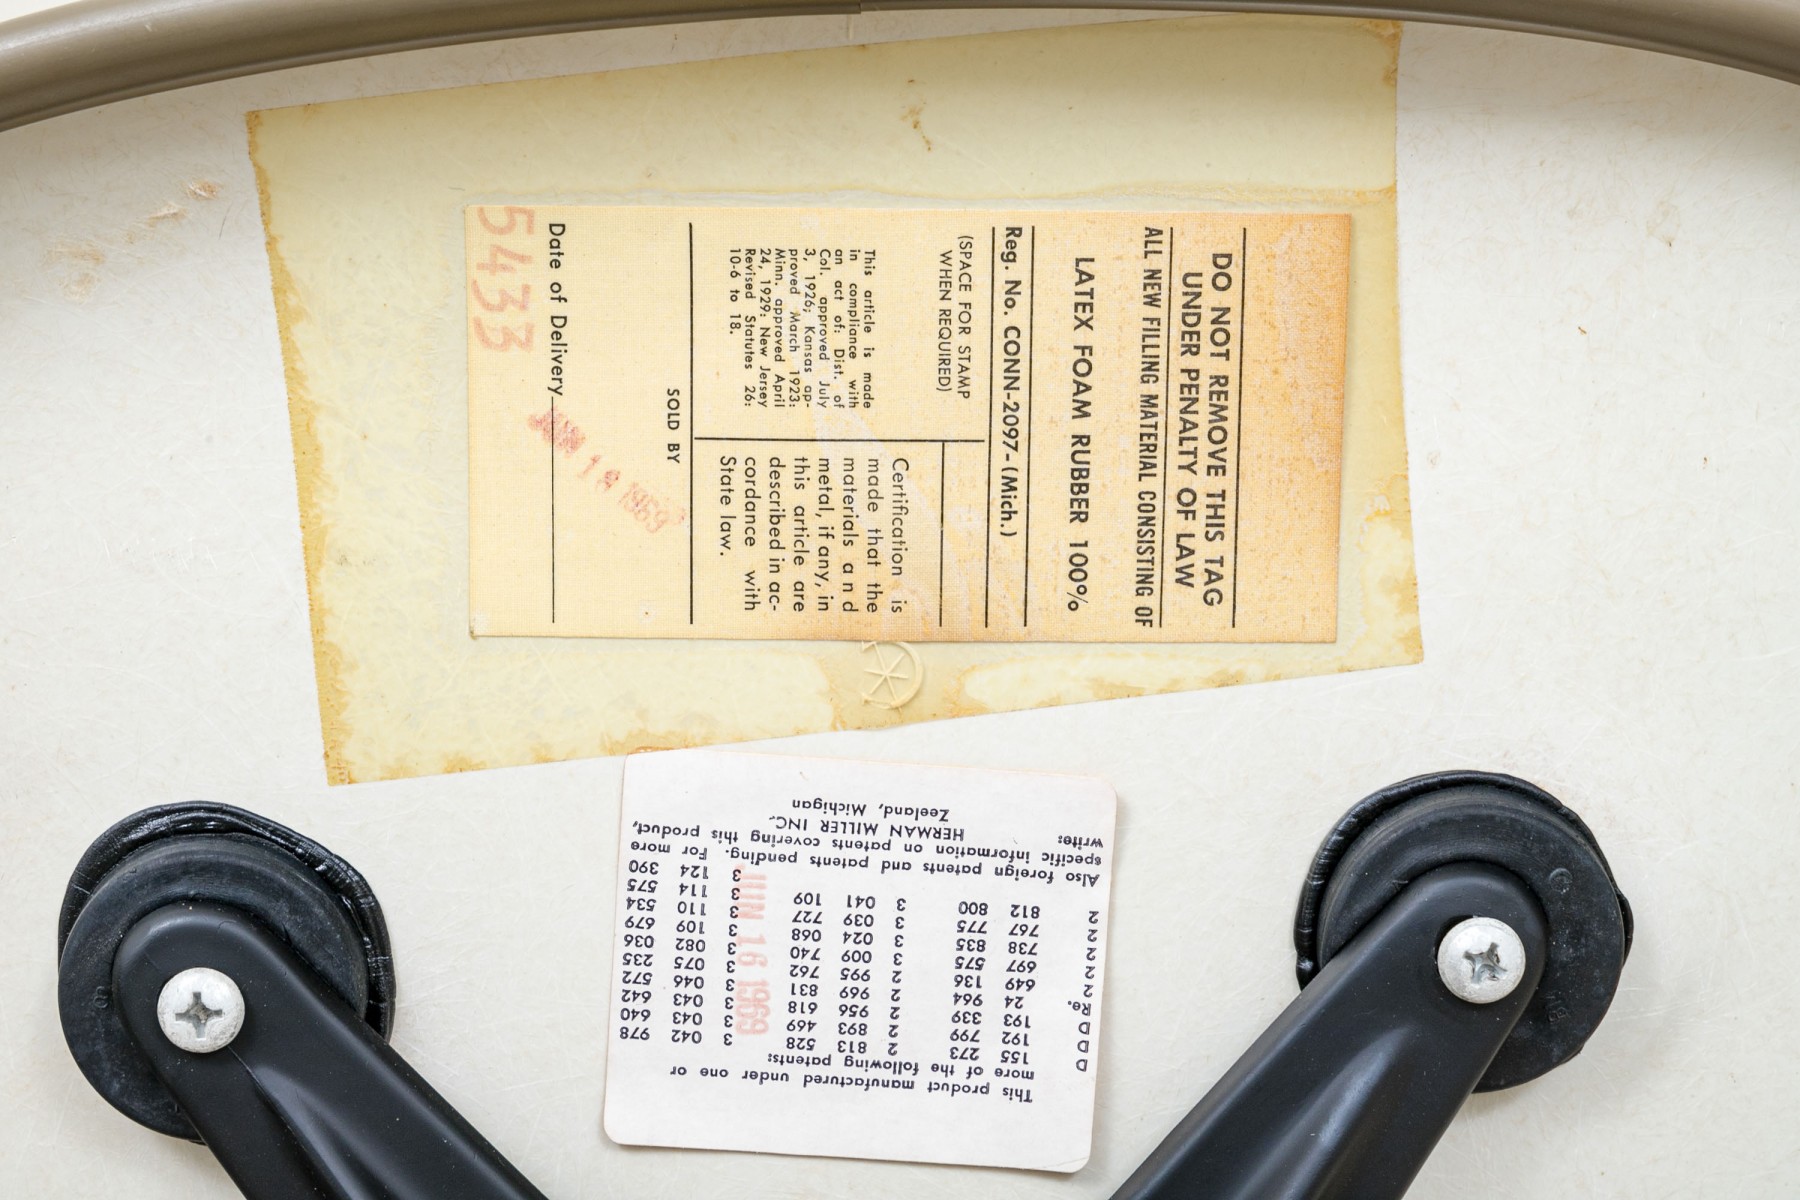 DO NOT REMOVE THIS TAG
UNDER PENALTY OF LAW
ALL NEW FILLING MATERIAL CONSISTING OF
LATEX FOAM RUBBER 100%
Reg. No. CONN-2097-(Mich.)
(SPACE FOR STAMP
WHEN REQUIRED)
This article is made
in compliance with
an act of: Dist. of
Col. approved July
3, 1926; Kansas ap-
proved March 1923:
Minn. approved April
24, 1929: New Jersey
Revised Statutes 26:
10-6 to 18.
Certification is
made that the
materials and
metal, if any, in
this article are
described in ac-
cordance with
State law.
SOLD BY
Date of Delivery
JUN 1969
5433
This product manufactured under one or
more of the following patents:
D 155 273 2 813 528 3 042 978
D 192 799 2 893 469 3 043 640
D 193 339 2 956 618 3 043 642
Re. 24 964 2 969 831 3 046 572
2 649 136 2 995 762 3 075 235
2 697 575 3 009 740 3 082 036
2 738 835 3 024 068 3 109 679
2 767 775 3 039 727 3 110 534
2 812 800 3 041 109 3 114 575
3 124 390
JUN 16 1969
Also foreign patents and patents pending. For more
specific information on patents covering this product,
write:
HERMAN MILLER INC.
Zeeland, Michigan